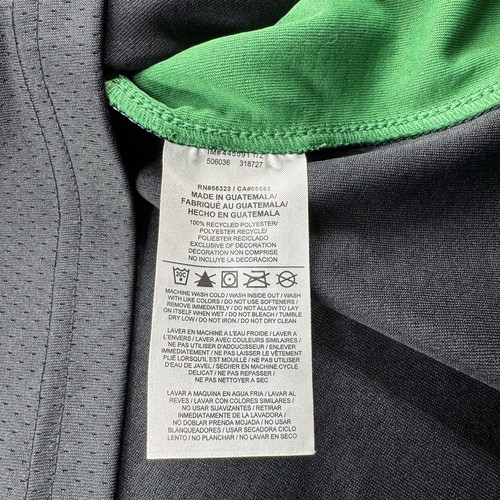 506036 318727
RN#56323 / CA#05553
MADE IN GUATEMALA/
FABRIQUÉ AU GUATEMALA/
HECHO EN GUATEMALA
100% RECYCLED POLYESTER/
POLYESTER RECYCLÉ/
POLIÉSTER RECICLADO
EXCLUSIVE OF DECORATION
DÉCORATION NON COMPRISE
NO INCLUYE LA DECORACIÓN
MACHINE WASH COLD / WASH INSIDE OUT / WASH
WITH LIKE COLORS / DO NOT USE SOFTENERS /
REMOVE IMMEDIATELY / DO NOT ALLOW TO LAY
ON ITSELF WHEN WET / DO NOT BLEACH / TUMBLE
DRY LOW / DO NOT IRON / DO NOT DRY CLEAN
LAVER EN MACHINE À L'EAU FROIDE / LAVER À
L'ENVERS / LAVER AVEC COULEURS SIMILAIRES /
NE PAS UTILISER D'ADOUCISSEUR / ENLEVER
IMMÉDIATEMENT / NE PAS LAISSER LE VÊTEMENT
PLIÉ LORSQU'IL EST MOUILLÉ / NE PAS UTILISER
D'EAU DE JAVEL / SÉCHER EN MACHINE CYCLE
DÉLICAT / NE PAS REPASSER /
NE PAS NETTOYER À SEC
LAVAR A MÁQUINA EN AGUA FRÍA / LAVAR AL
REVÉS / LAVAR CON COLORES SIMILARES /
NO USAR SUAVIZANTES / RETIRAR
INMEDIATAMENTE DE LA LAVADORA /
NO DOBLAR PRENDA MOJADA / NO USAR
BLANQUEADORES / USAR SECADORA CICLO
LENTO / NO PLANCHAR / NO LAVAR EN SECO